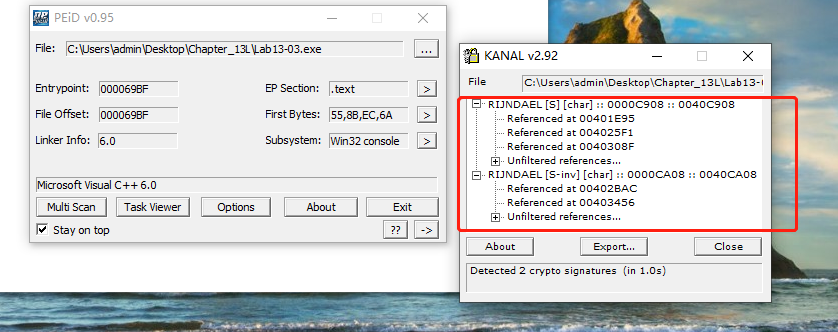 PEiD v0.95
File: C:\Users\admin\Desktop\Chapter_13L\Lab13-03.exe ...
Entrypoint: 000069BF EP Section: .text >
File Offset: 000069BF First Bytes: 55,8B,EC,6A >
Linker Info: 6.0 Subsystem: Win32 console >
Microsoft Visual C++ 6.0
Multi Scan Task Viewer Options About Exit
Stay on top ?? ->
KANAL v2.92
File C:\Users\admin\Desktop\Chapter_13L\Lab13-
RIJNDAEL [S] [char] :: 0000C908 :: 0040C908
Referenced at 00401E95
Referenced at 004025F1
Referenced at 0040308F
Unfiltered references...
RIJNDAEL [S-inv] [char] :: 0000CA08 :: 0040CA08
Referenced at 00402BAC
Referenced at 00403456
Unfiltered references...
About Export... Close
Detected 2 crypto signatures (in 1.0s)